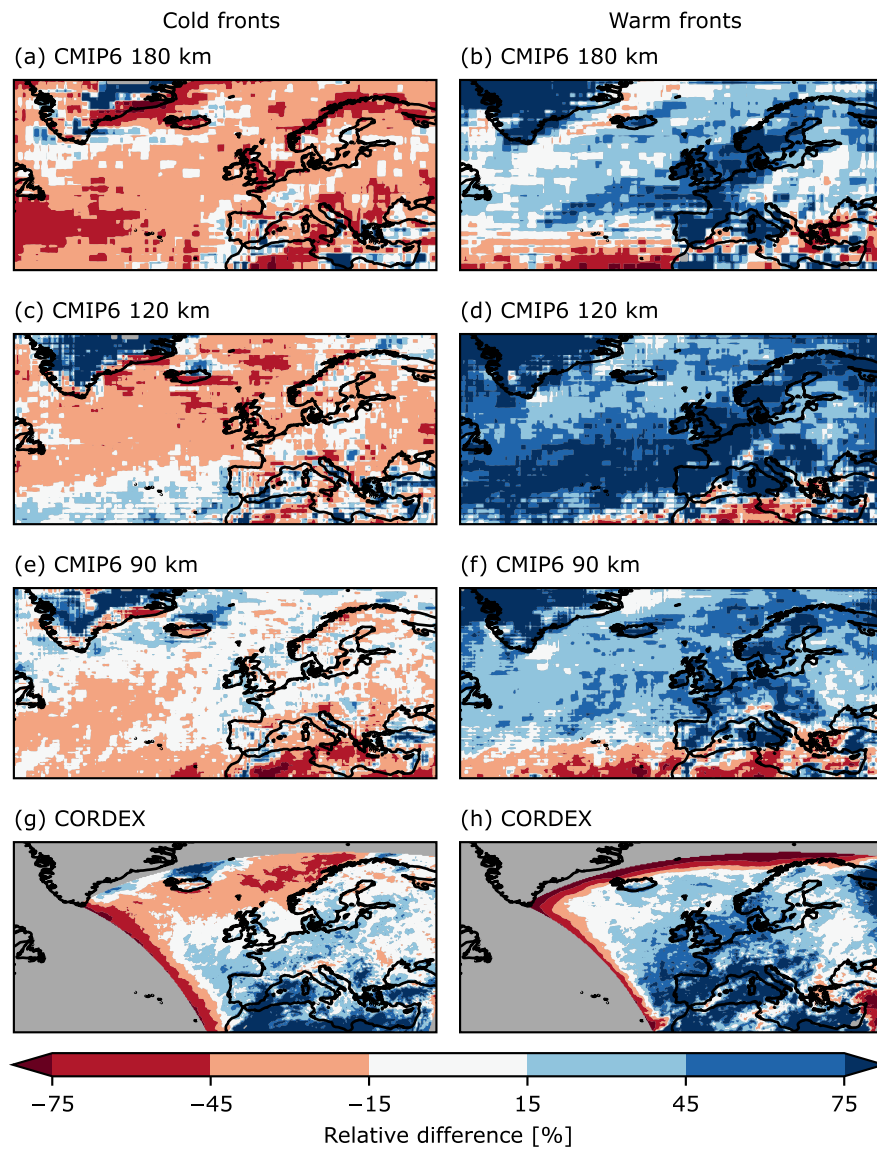 Cold fronts
Warm fronts
(a) CMIP6 180 km
(b) CMIP6 180 km
(c) CMIP6 120 km
(d) CMIP6 120 km
(e) CMIP6 90 km
(f) CMIP6 90 km
(g) CORDEX
(h) CORDEX
−75 −45 −15 15 45 75
Relative difference [%]